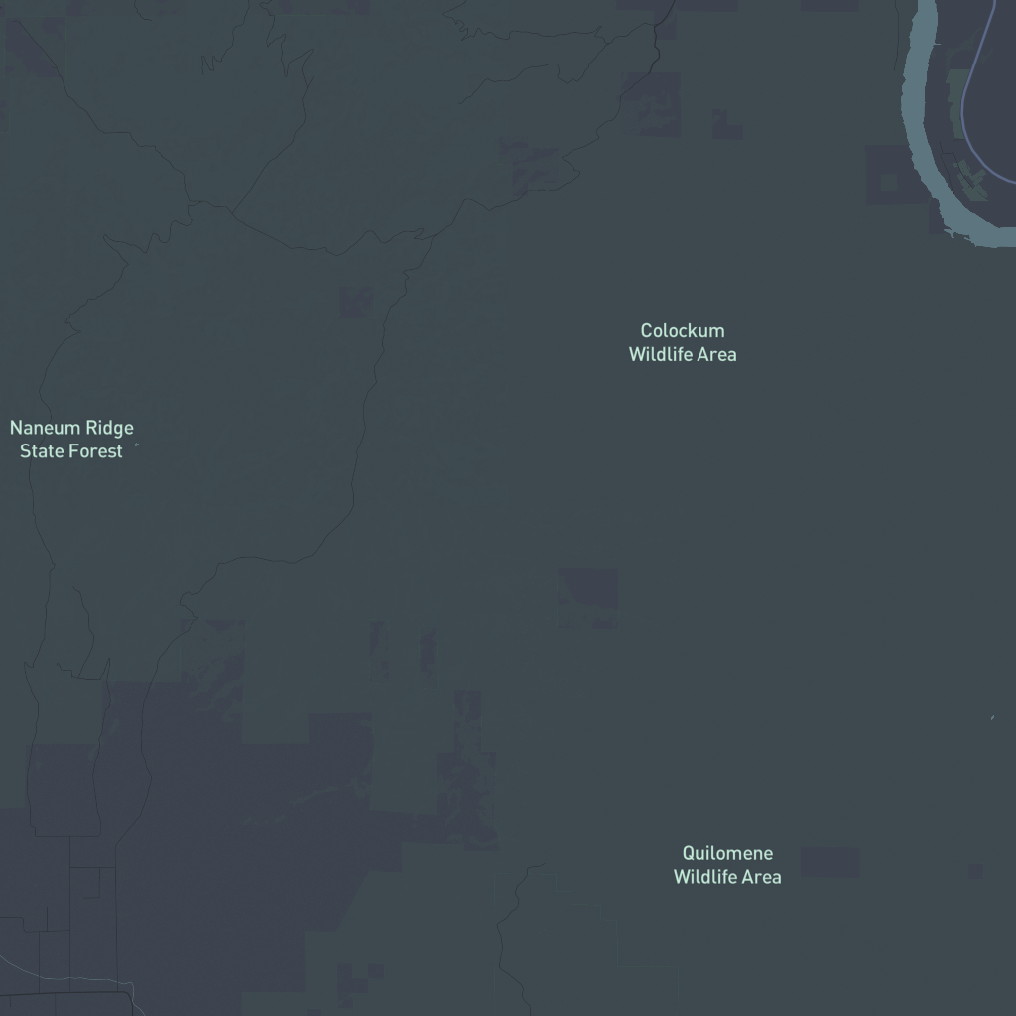 Colockum
Wildlife Area
Naneum Ridge
State Forest
Quilomene
Wildlife Area